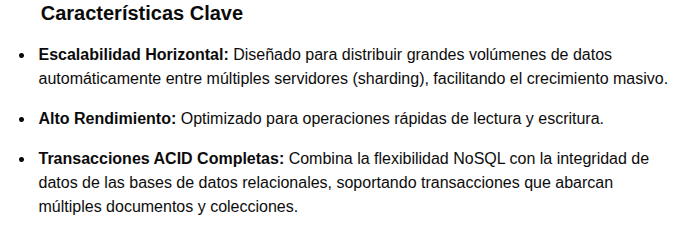 Características Clave
• Escalabilidad Horizontal: Diseñado para distribuir grandes volúmenes de datos
automáticamente entre múltiples servidores (sharding), facilitando el crecimiento masivo.
• Alto Rendimiento: Optimizado para operaciones rápidas de lectura y escritura.
• Transacciones ACID Completas: Combina la flexibilidad NoSQL con la integridad de
datos de las bases de datos relacionales, soportando transacciones que abarcan
múltiples documentos y colecciones.